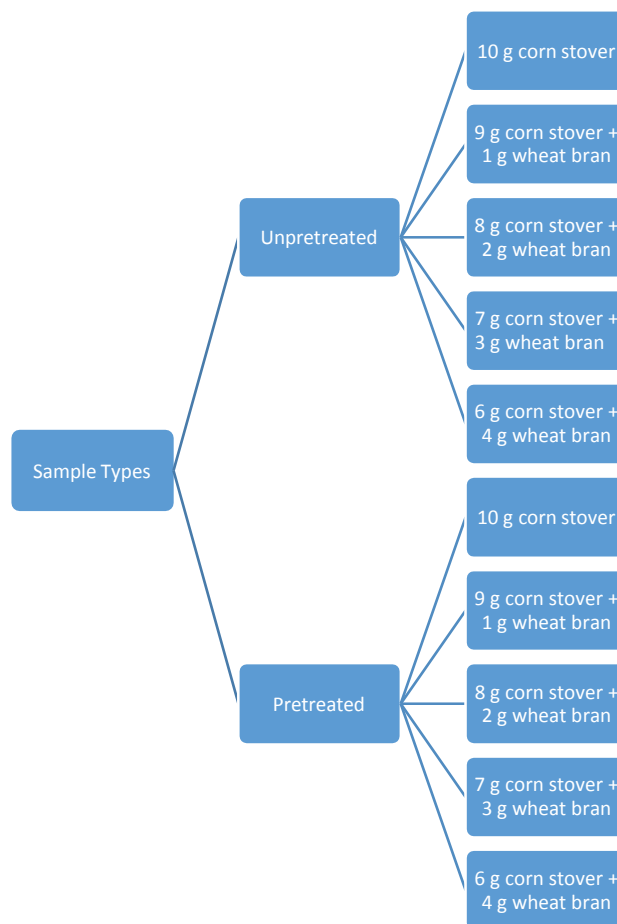 Sample Types
Unpretreated
10 g corn stover
9 g corn stover +
1 g wheat bran
8 g corn stover +
2 g wheat bran
7 g corn stover +
3 g wheat bran
6 g corn stover +
4 g wheat bran
Pretreated
10 g corn stover
9 g corn stover +
1 g wheat bran
8 g corn stover +
2 g wheat bran
7 g corn stover +
3 g wheat bran
6 g corn stover +
4 g wheat bran